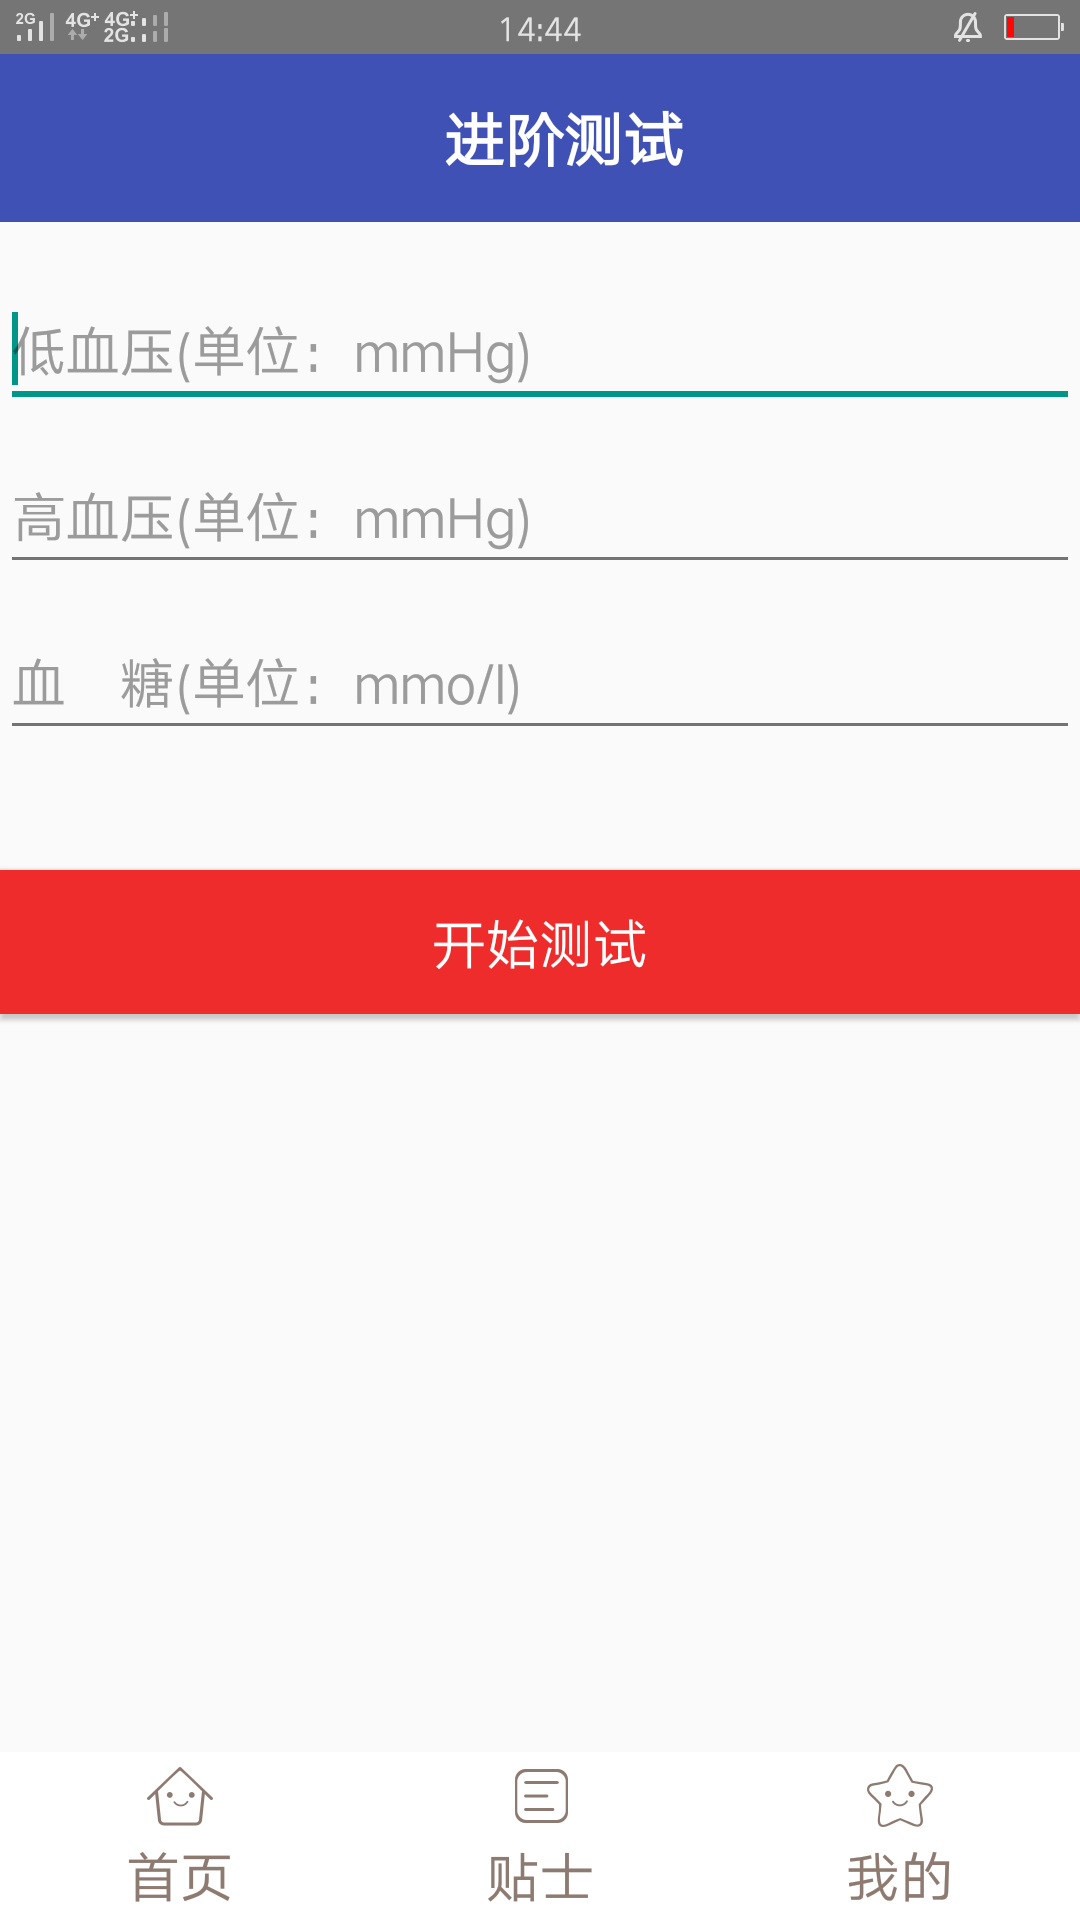 2G 4G+ 4G+ 2G 14:44
进阶测试
低血压(单位：mmHg)
高血压(单位：mmHg)
血　糖(单位：mmo/l)
开始测试
首页 贴士 我的